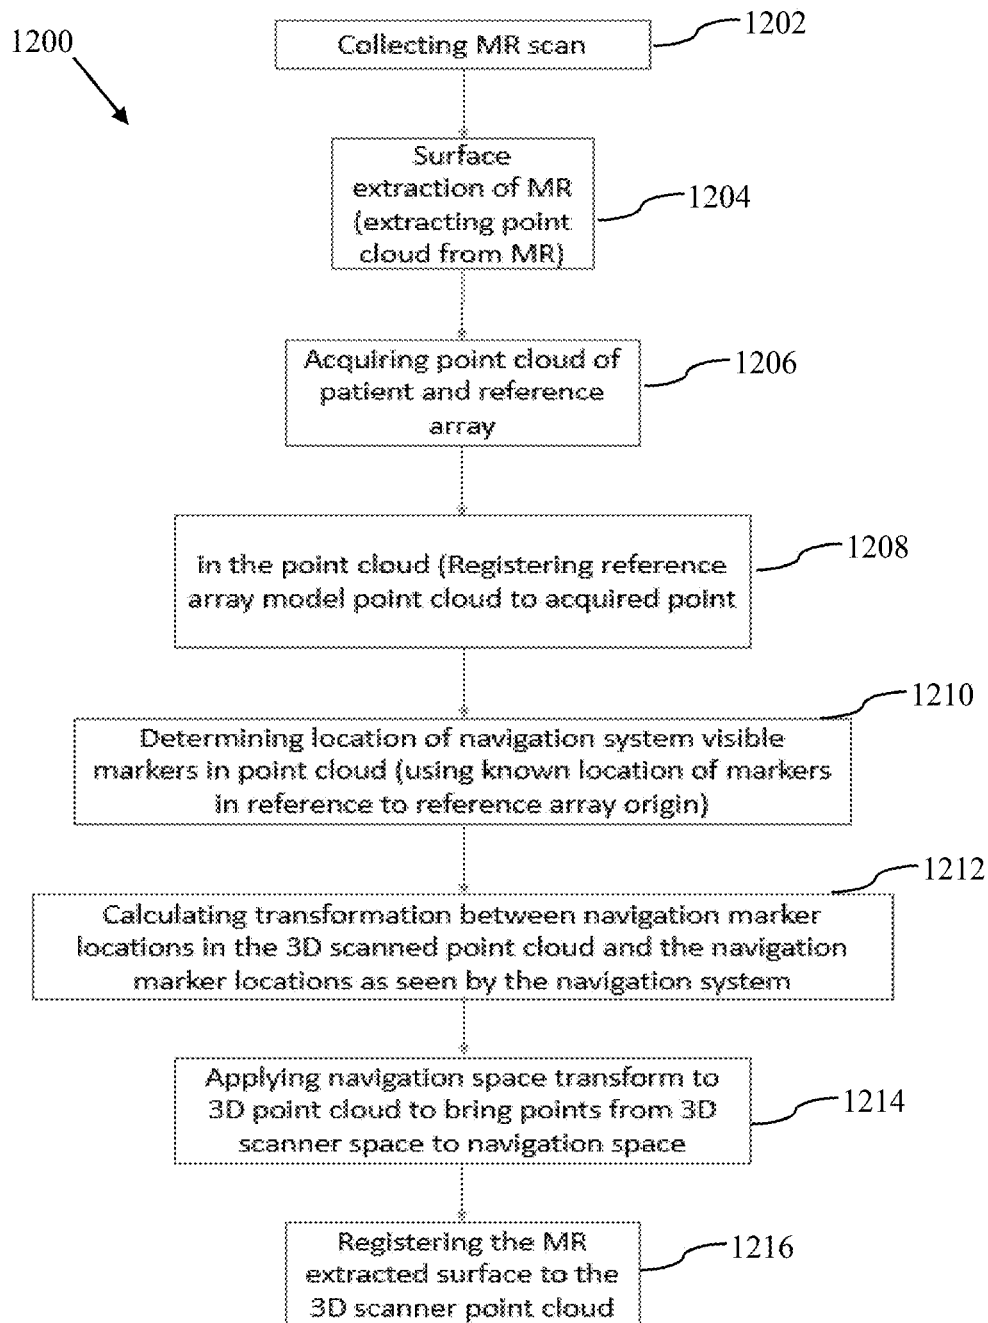 1200
Collecting MR scan
1202
Surface
extraction of MR
(extracting point
cloud from MR)
1204
Acquiring point cloud of
patient and reference
array
1206
in the point cloud (Registering reference
array model point cloud to acquired point
1208
1210
Determining location of navigation system visible
markers in point cloud (using known location of markers
in reference to reference array origin)
1212
Calculating transformation between navigation marker
locations in the 3D scanned point cloud and the navigation
marker locations as seen by the navigation system
Applying navigation space transform to
3D point cloud to bring points from 3D
scanner space to navigation space
1214
Registering the MR
extracted surface to the
3D scanner point cloud
1216